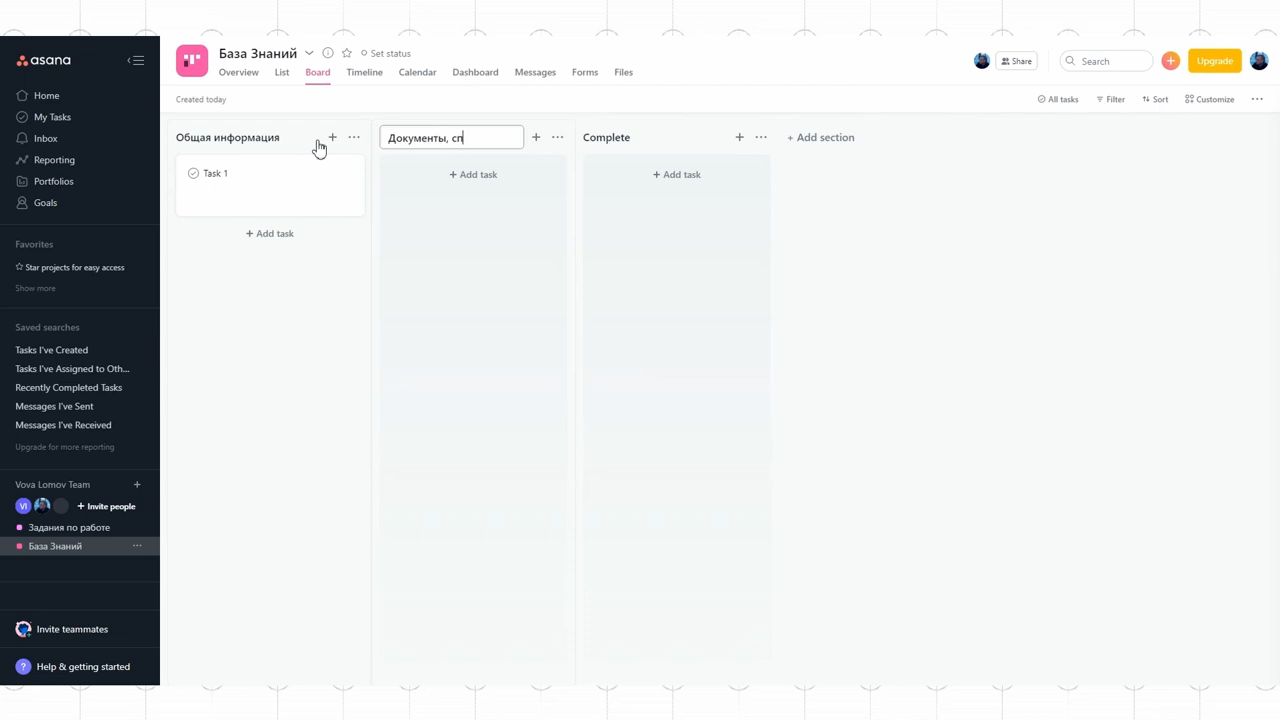 asana
Home
My Tasks
Inbox
Reporting
Portfolios
Goals
Favorites
Star projects for easy access
Show more
Saved searches
Tasks I've Created
Tasks I've Assigned to Oth...
Recently Completed Tasks
Messages I've Sent
Messages I've Received
Upgrade for more reporting
Vova Lomov Team +
VI + Invite people
Задания по работе
База Знаний ...
Invite teammates
? Help & getting started
База Знаний Set status
Share
Search
+
Upgrade
Overview List Board Timeline Calendar Dashboard Messages Forms Files
Created today
All tasks Filter Sort Customize ...
Общая информация + ...
Task 1
+ Add task
Документы, сп + ...
+ Add task
Complete + ...
+ Add task
+ Add section